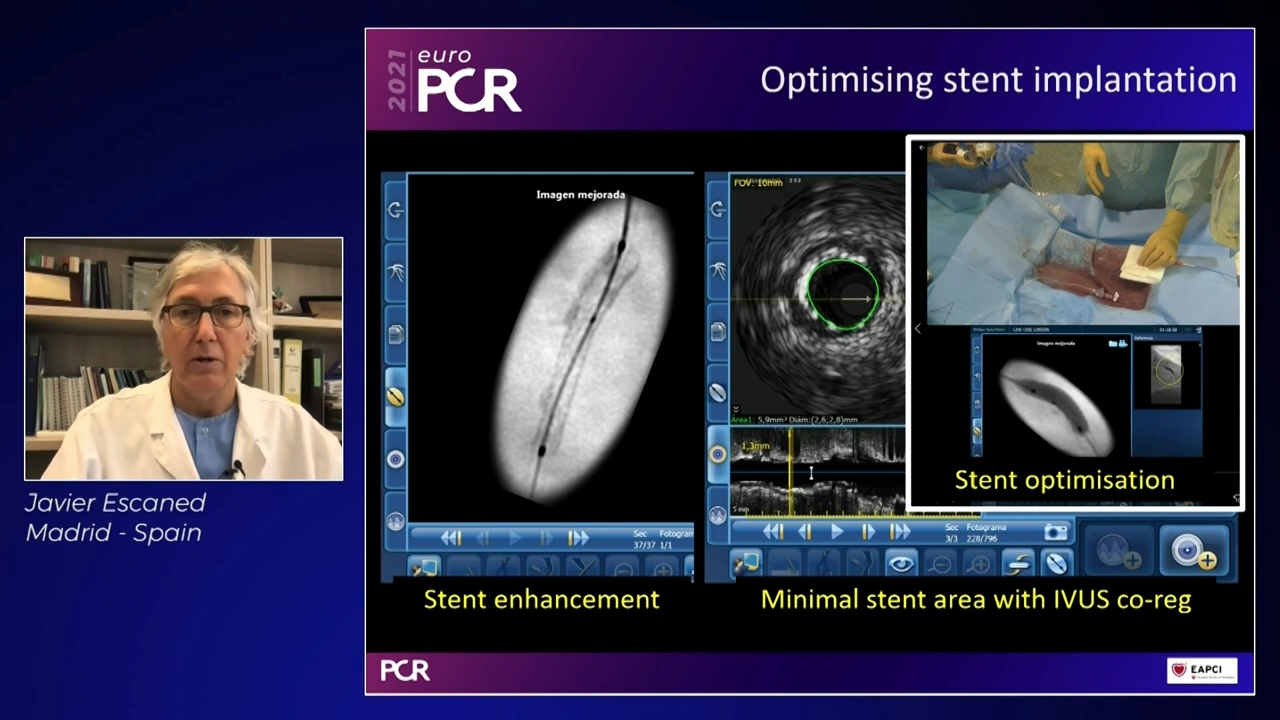 2021
euro
PCR
Optimising stent implantation
Imagen mejorada
Sec Fotogram
37/37 1/1
FOV: 10mm
Area1: 5,9mm² Diám:(2,6;2,8)mm
1,3mm
5 mm
Sec Fotograma
3/3 228/796
LIVE CASE LONDON
Imagen mejorada
Stent optimisation
Stent enhancement
Minimal stent area with IVUS co-reg
Javier Escaned
Madrid - Spain
PCR
EAPCI